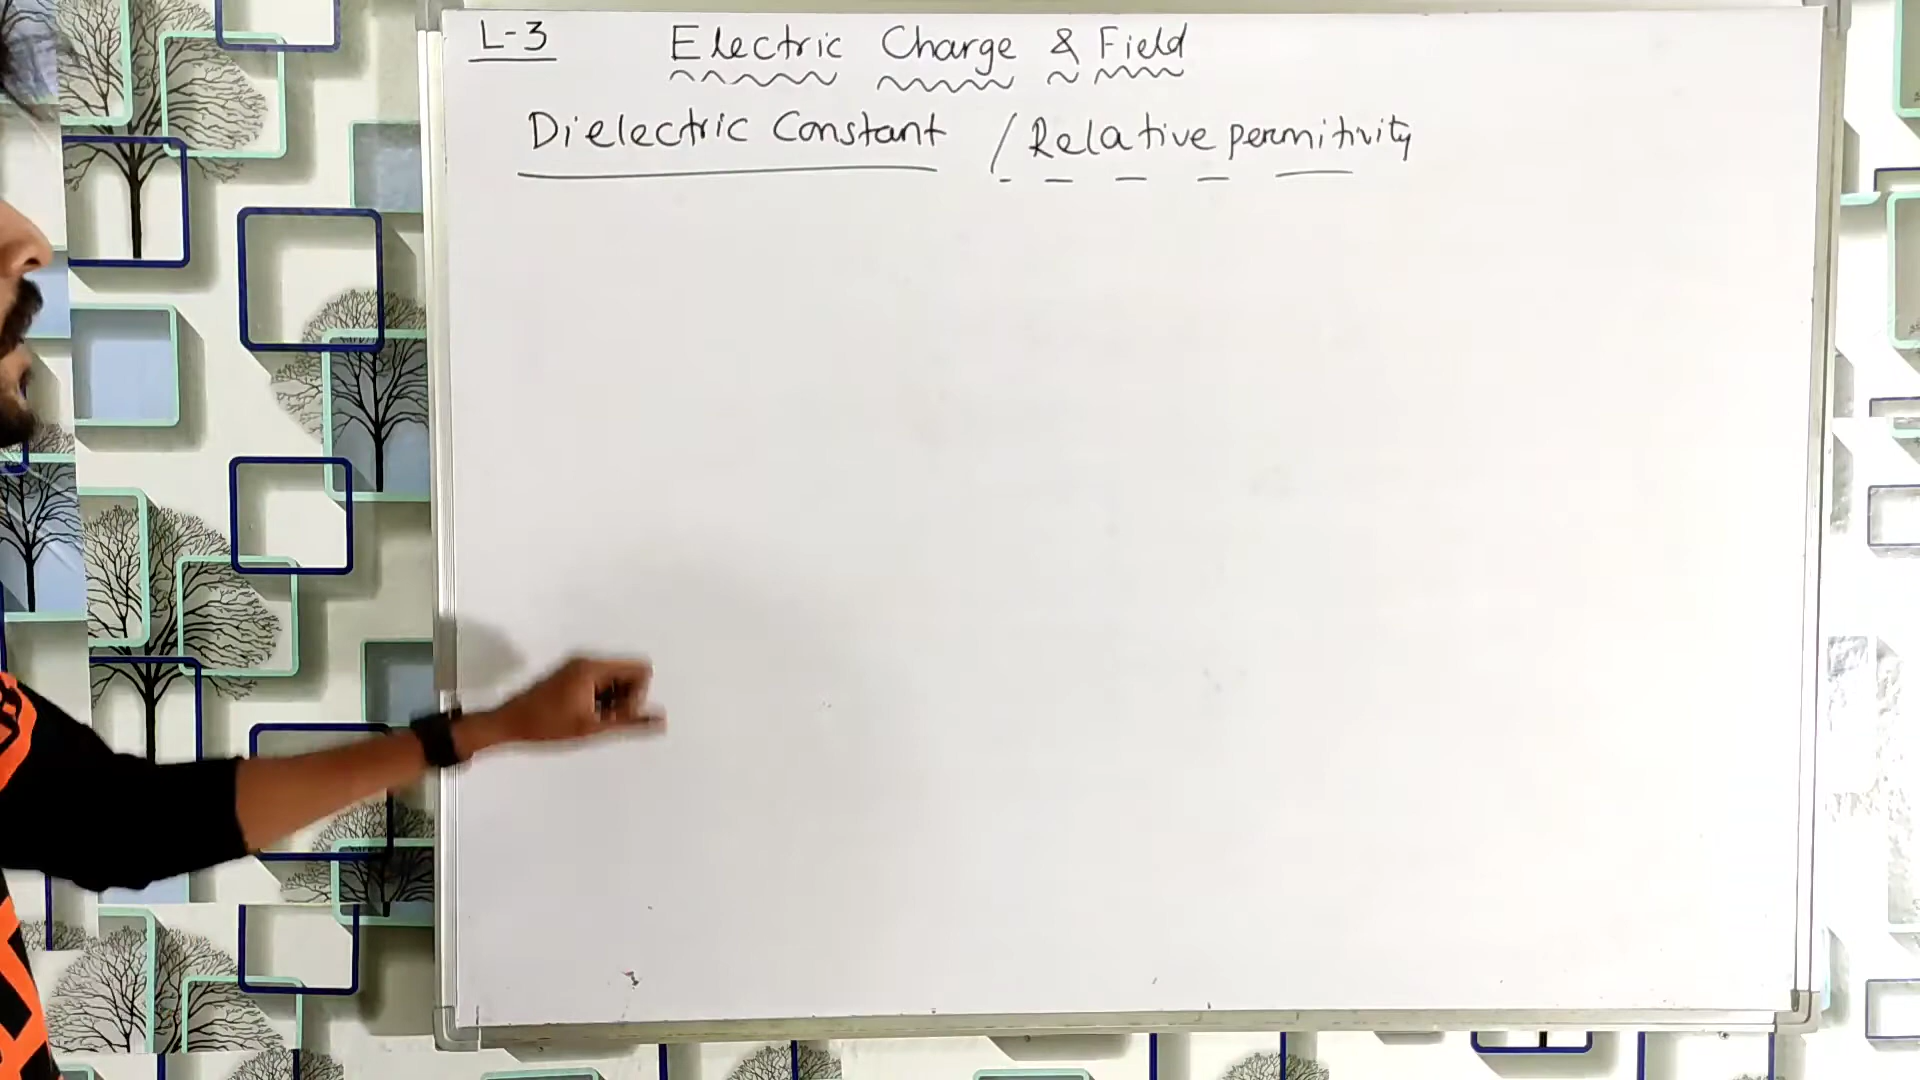 L-3 Electric Charge & Field
Dielectric Constant / Relative permitivity